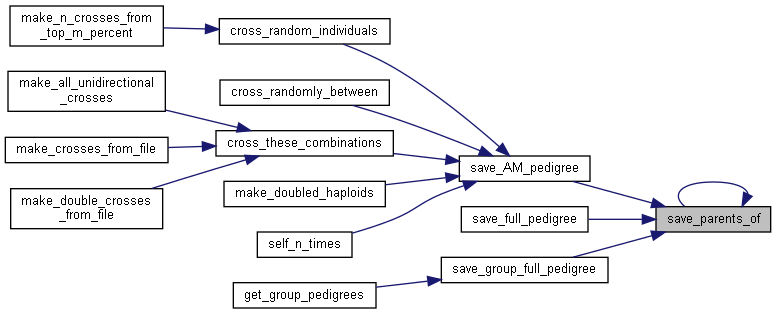 make_n_crosses_from
_top_m_percent
cross_random_individuals
make_all_unidirectional
_crosses
cross_randomly_between
make_crosses_from_file
cross_these_combinations
save_AM_pedigree
make_double_crosses
_from_file
make_doubled_haploids
save_full_pedigree
save_parents_of
self_n_times
save_group_full_pedigree
get_group_pedigrees